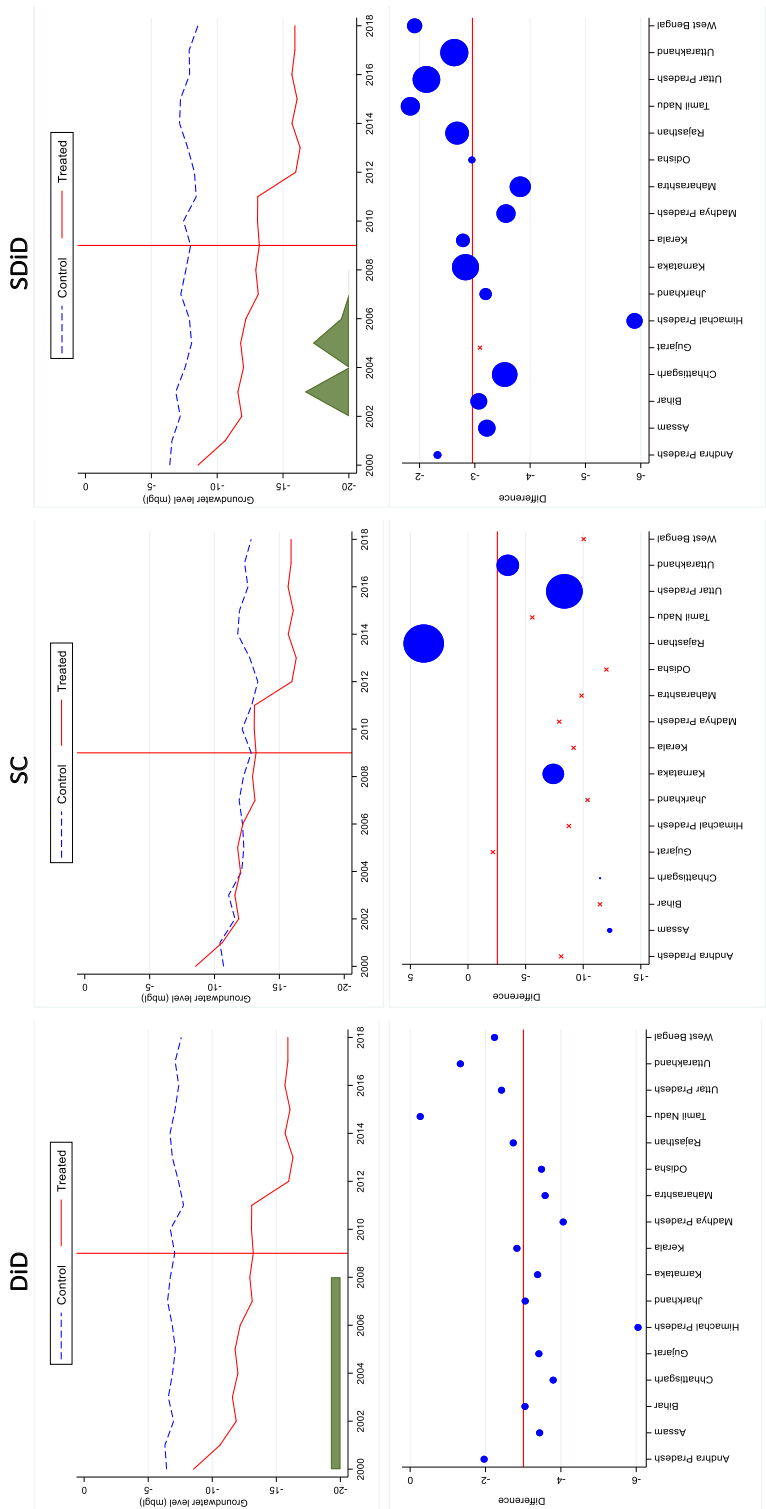 DiD
Control Treated
Groundwater level (mbgl)
0
-5
-10
-15
-20
2000 2002 2004 2006 2008 2010 2012 2014 2016 2018
Difference
0
-2
-4
-6
Andhra Pradesh
Assam
Bihar
Chhattisgarh
Gujarat
Himachal Pradesh
Jharkhand
Karnataka
Kerala
Madhya Pradesh
Maharashtra
Odisha
Rajasthan
Tamil Nadu
Uttar Pradesh
Uttarakhand
West Bengal
SC
Control Treated
Groundwater level (mbgl)
0
-5
-10
-15
-20
2000 2002 2004 2006 2008 2010 2012 2014 2016 2018
Difference
5
0
-5
-10
-15
Andhra Pradesh
Assam
Bihar
Chhattisgarh
Gujarat
Himachal Pradesh
Jharkhand
Karnataka
Kerala
Madhya Pradesh
Maharashtra
Odisha
Rajasthan
Tamil Nadu
Uttar Pradesh
Uttarakhand
West Bengal
SDiD
Control Treated
Groundwater level (mbgl)
0
-5
-10
-15
-20
2000 2002 2004 2006 2008 2010 2012 2014 2016 2018
Difference
-2
-3
-4
-5
-6
Andhra Pradesh
Assam
Bihar
Chhattisgarh
Gujarat
Himachal Pradesh
Jharkhand
Karnataka
Kerala
Madhya Pradesh
Maharashtra
Odisha
Rajasthan
Tamil Nadu
Uttar Pradesh
Uttarakhand
West Bengal